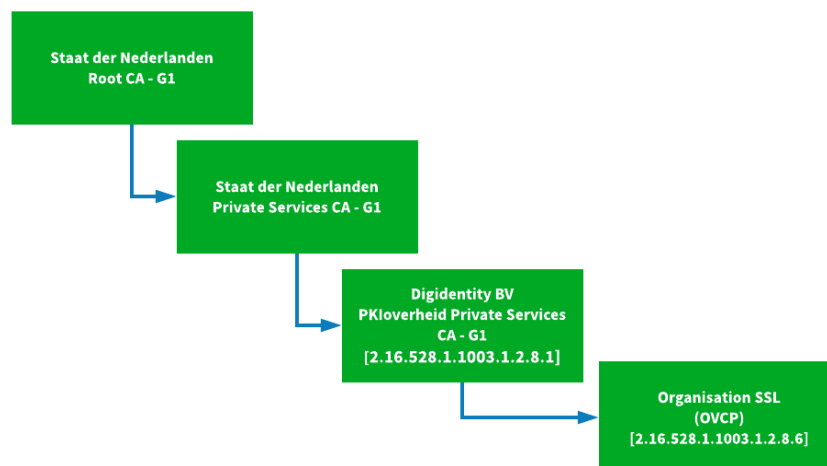 Staat der Nederlanden
Root CA - G1
Staat der Nederlanden
Private Services CA - G1
Digidentity BV
PKIoverheid Private Services
CA - G1
[2.16.528.1.1003.1.2.8.1]
Organisation SSL
(OVCP)
[2.16.528.1.1003.1.2.8.6]